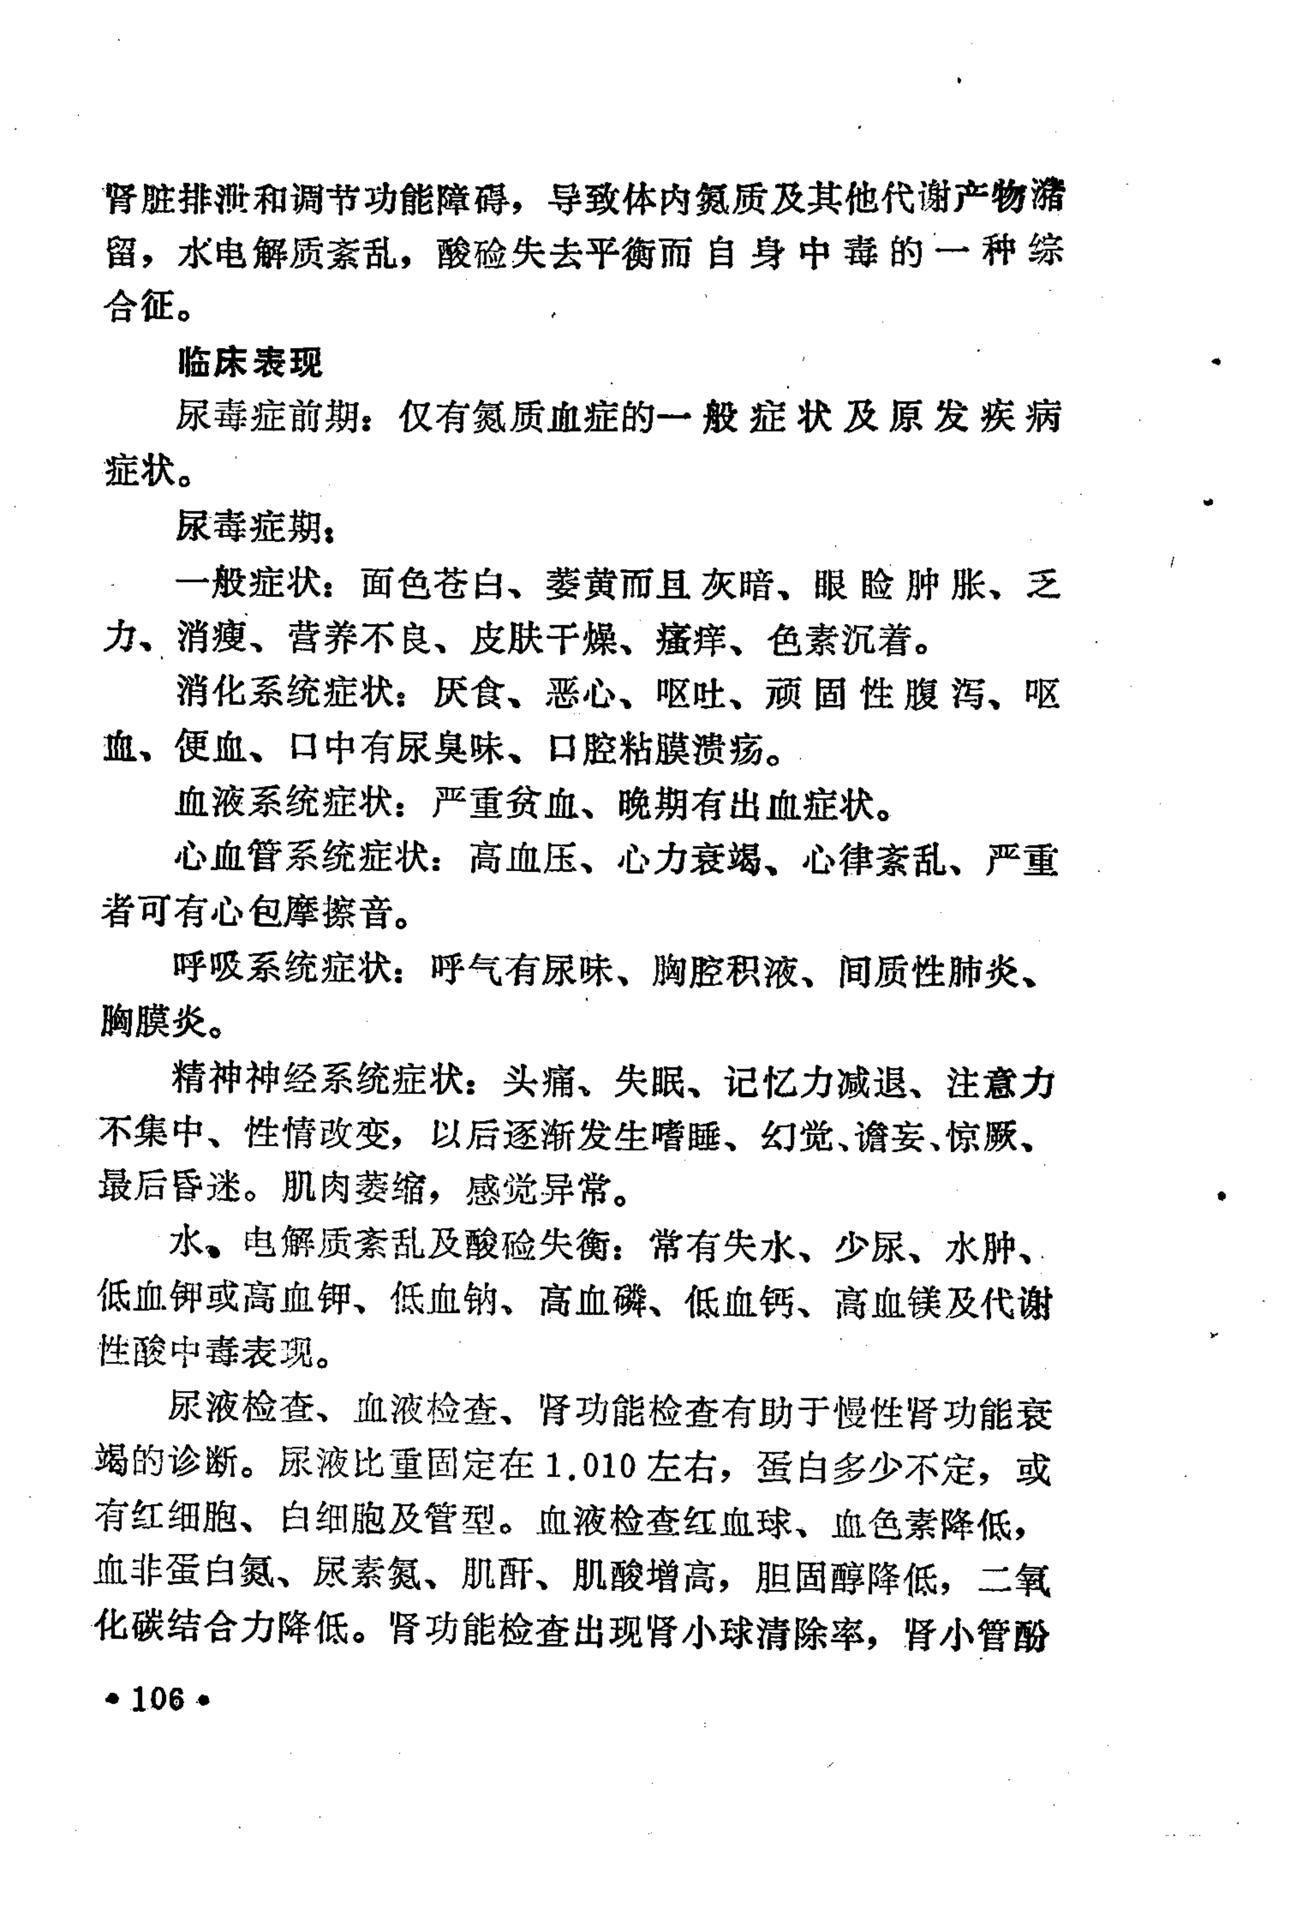 肾脏排泄和调节功能障碍，导致体内氮质及其他代谢产物潴
留，水电解质紊乱，酸硷失去平衡而自身中毒的一种综
合征。
临床表现
尿毒症前期：仅有氮质血症的一般症状及原发疾病
症状。
尿毒症期：
一般症状：面色苍白、萎黄而且灰暗、眼睑肿胀、乏
力、消瘦、营养不良、皮肤干燥、瘙痒、色素沉着。
消化系统症状：厌食、恶心、呕吐、顽固性腹泻、呕
血、便血、口中有尿臭味、口腔粘膜溃疡。
血液系统症状：严重贫血、晚期有出血症状。
心血管系统症状：高血压、心力衰竭、心律紊乱、严重
者可有心包摩擦音。
呼吸系统症状：呼气有尿味、胸腔积液、间质性肺炎、
胸膜炎。
精神神经系统症状：头痛、失眠、记忆力减退、注意力
不集中、性情改变，以后逐渐发生嗜睡、幻觉、谵妄、惊厥、
最后昏迷。肌肉萎缩，感觉异常。
水、电解质紊乱及酸硷失衡：常有失水、少尿、水肿、
低血钾或高血钾、低血钠、高血磷、低血钙、高血镁及代谢
性酸中毒表现。
尿液检查、血液检查、肾功能检查有助于慢性肾功能衰
竭的诊断。尿液比重固定在1.010左右，蛋白多少不定，或
有红细胞、白细胞及管型。血液检查红血球、血色素降低，
血非蛋白氮、尿素氮、肌酐、肌酸增高，胆固醇降低，二氧
化碳结合力降低。肾功能检查出现肾小球清除率，肾小管酚
•106•